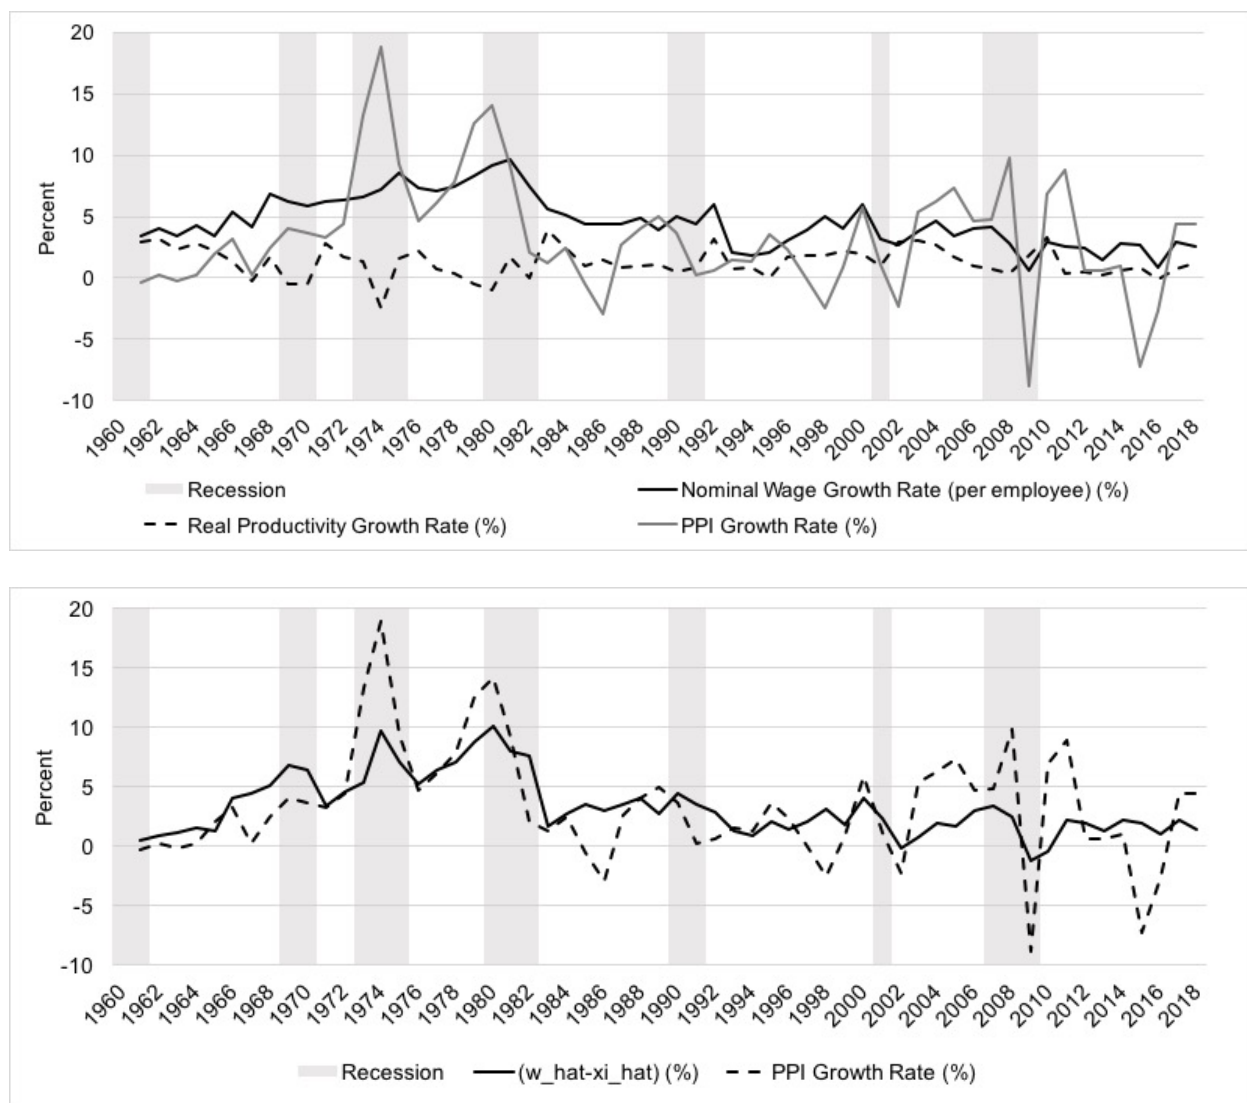 20
15
10
5
0
-5
-10
Percent
1960 1962 1964 1966 1968 1970 1972 1974 1976 1978 1980 1982 1984 1986 1988 1990 1992 1994 1996 1998 2000 2002 2004 2006 2008 2010 2012 2014 2016 2018
Recession Nominal Wage Growth Rate (per employee) (%)
Real Productivity Growth Rate (%) PPI Growth Rate (%)
20
15
10
5
0
-5
-10
Percent
1960 1962 1964 1966 1968 1970 1972 1974 1976 1978 1980 1982 1984 1986 1988 1990 1992 1994 1996 1998 2000 2002 2004 2006 2008 2010 2012 2014 2016 2018
Recession (w_hat-xi_hat) (%) PPI Growth Rate (%)